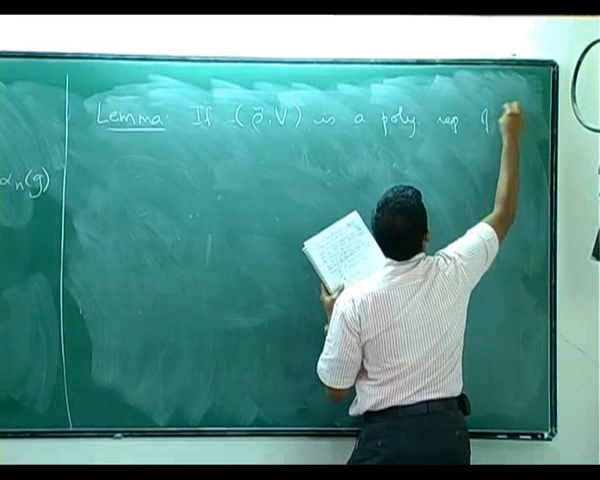 Lemma: If (ρ̃, V) is a poly. rep of
αₙ(g)